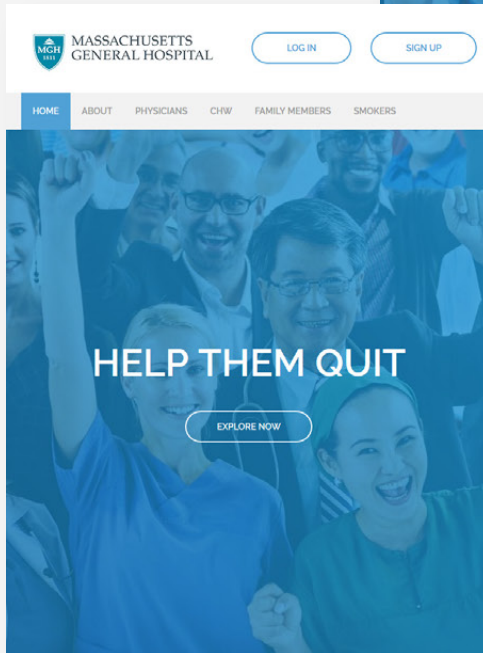 MGH
1811
MASSACHUSETTS
GENERAL HOSPITAL
LOG IN
SIGN UP
HOME ABOUT PHYSICIANS CHW FAMILY MEMBERS SMOKERS
HELP THEM QUIT
EXPLORE NOW